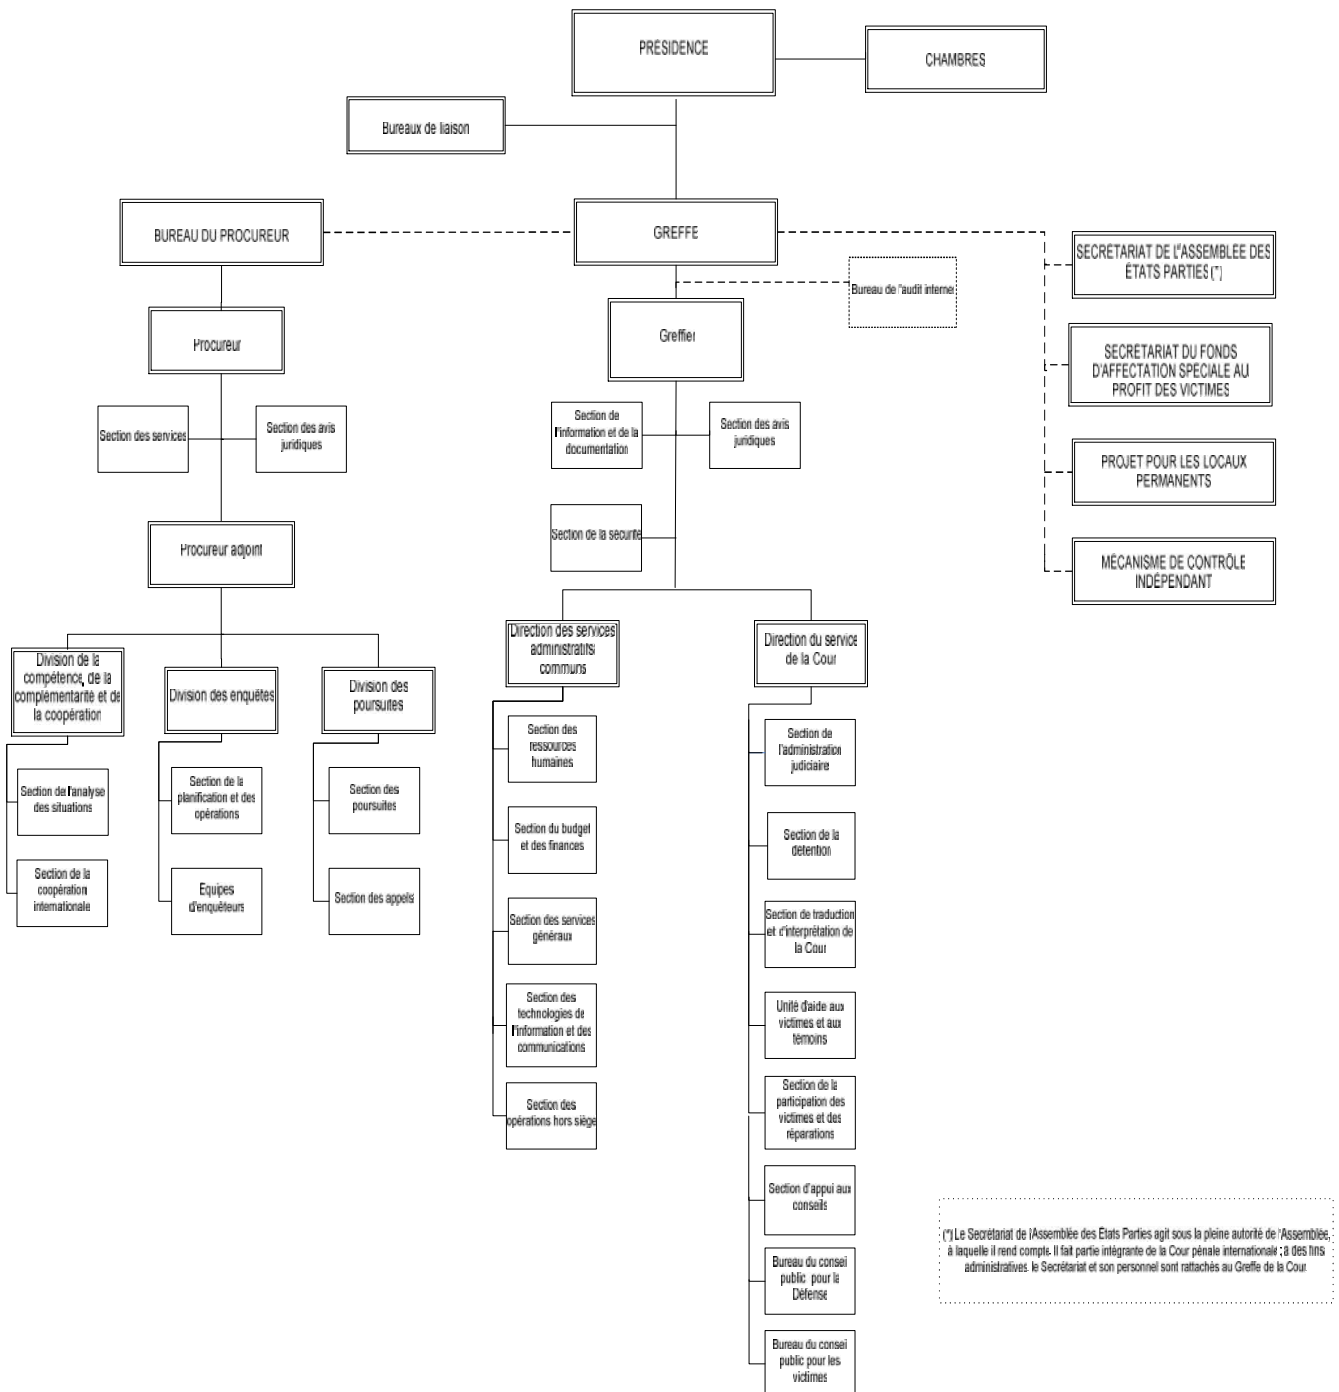 PRÉSIDENCE
CHAMBRES
Bureaux de liaison
BUREAU DU PROCUREUR
GREFFE
SECRÉTARIAT DE L'ASSEMBLÉE DES
ÉTATS PARTIES (*)
Bureau de l'audit interne
SECRÉTARIAT DU FONDS
D'AFFECTATION SPÉCIALE AU
PROFIT DES VICTIMES
PROJET POUR LES LOCAUX
PERMANENTS
MÉCANISME DE CONTRÔLE
INDÉPENDANT
Procureur
Section des services
Section des avis
juridiques
Procureur adjoint
Greffier
Section de
l'information et de la
documentation
Section des avis
juridiques
Section de la sécurité
Division de la
compétence, de la
complémentarité et de
la coopération
Section de l'analyse
des situations
Section de la
coopération
internationale
Division des enquêtes
Section de la
planification et des
opérations
Equipes
d'enquêteurs
Division des
poursuites
Section des
poursuites
Section des appels
Direction des services
administratifs
communs
Section des
ressources
humaines
Section du budget
et des finances
Section des services
généraux
Section des
technologies de
l'information et des
communications
Section des
opérations hors siège
Direction du service
de la Cour
Section de
l'administration
judiciaire
Section de la
détention
Section de traduction
et d'interprétation de
la Cour
Unité d'aide aux
victimes et aux
témoins
Section de la
participation des
victimes et des
réparations
Section d'appui aux
conseils
Bureau du conseil
public pour la
Défense
Bureau du conseil
public pour les
victimes
(*) Le Secrétariat de l'Assemblée des États Parties agit sous la pleine autorité de l'Assemblée,
à laquelle il rend compte. Il fait partie intégrante de la Cour pénale internationale ; à des fins
administratives, le Secrétariat et son personnel sont rattachés au Greffe de la Cour.